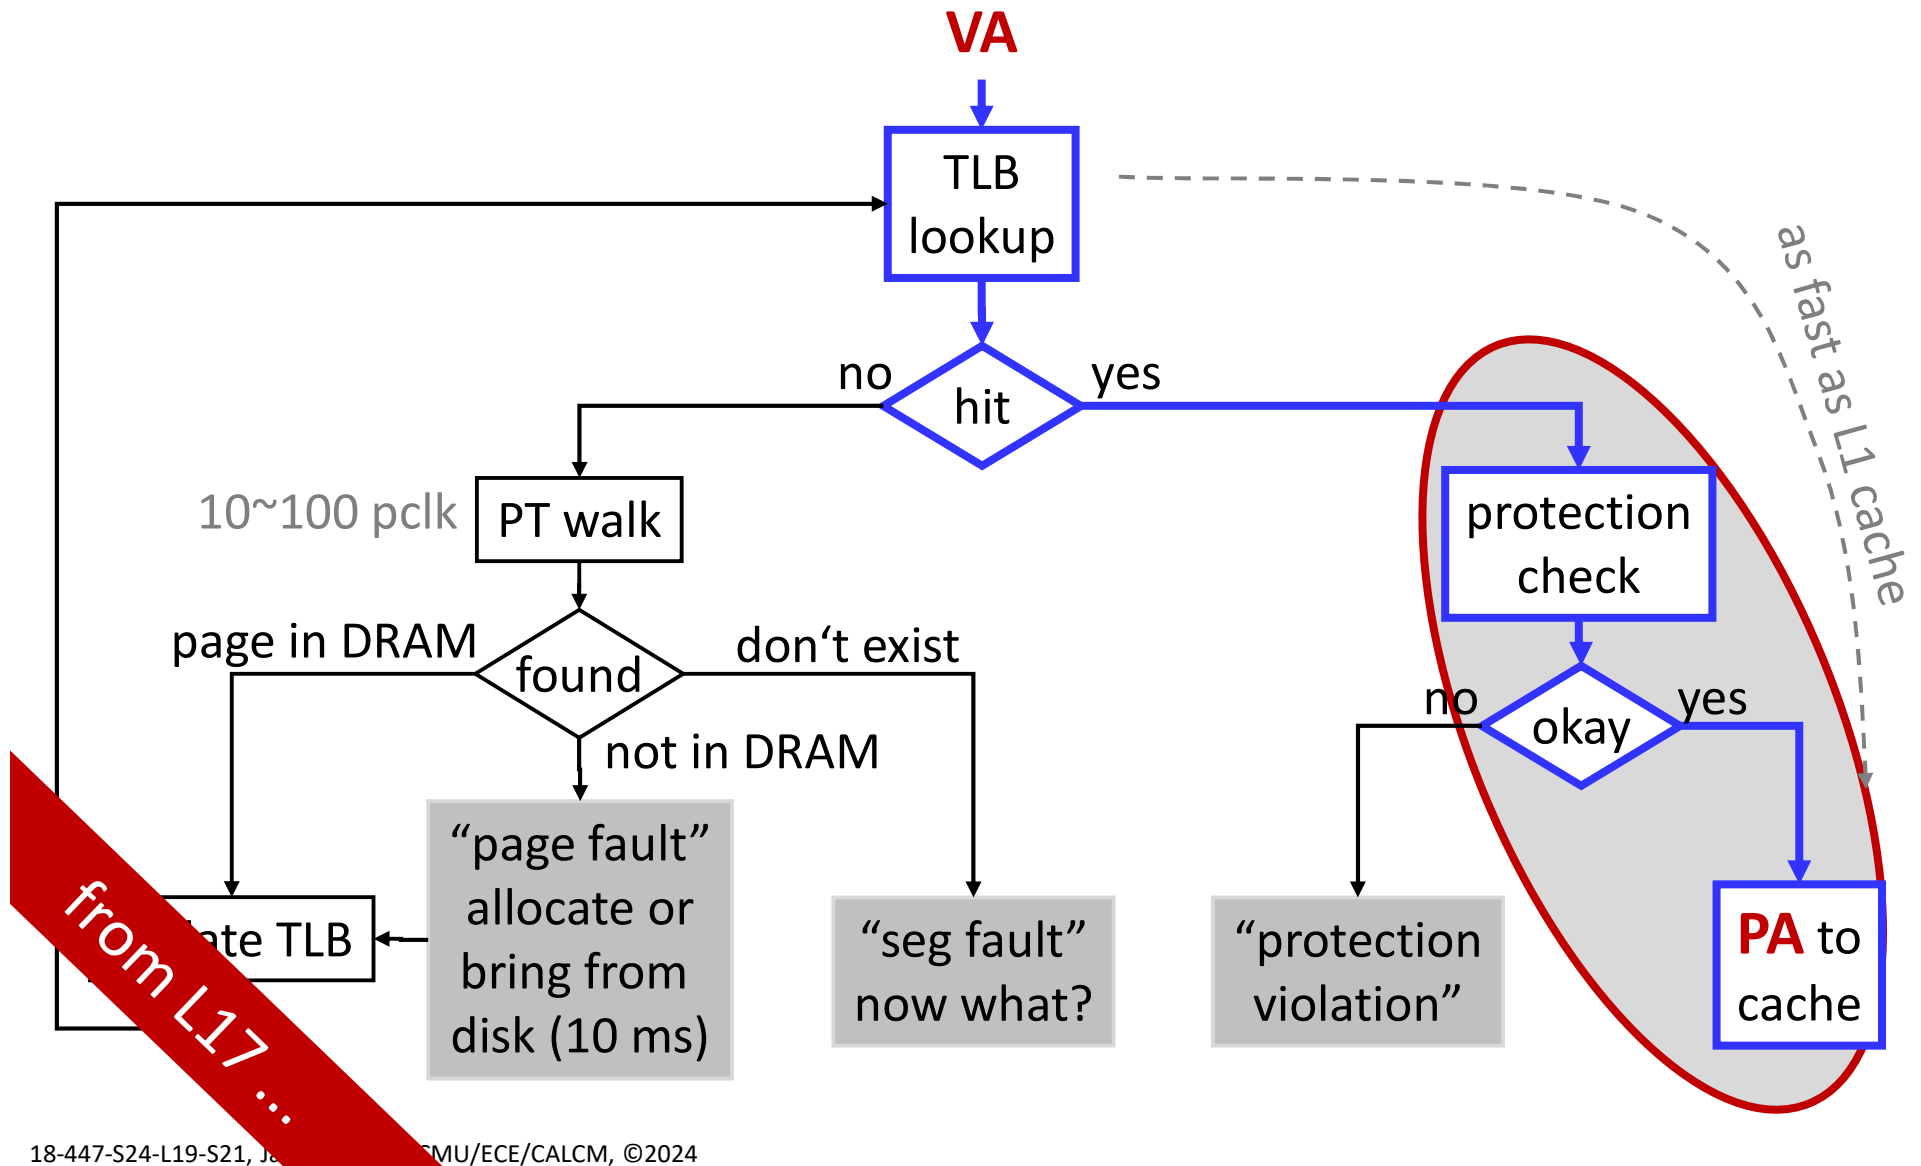 VA
TLB
lookup
as fast as L1 cache
no
yes
hit
10~100 pclk
PT walk
protection
check
page in DRAM
don‘t exist
found
not in DRAM
no
yes
okay
“page fault”
allocate or
bring from
disk (10 ms)
TLB
“seg fault”
now what?
“protection
violation”
PA to
cache
from L17 ...
18-447-S24-L19-S21, MU/ECE/CALCM, ©2024